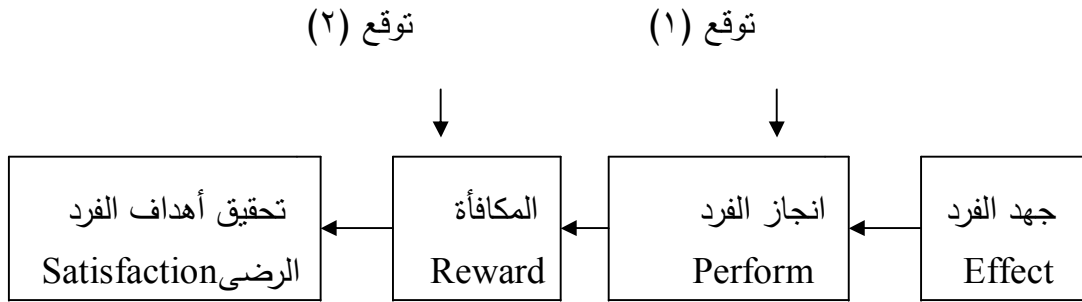 توقع (١)
توقع (٢)
جهد الفرد
Effect
انجاز الفرد
Perform
المكافأة
Reward
تحقيق أهداف الفرد
الرضىSatisfaction